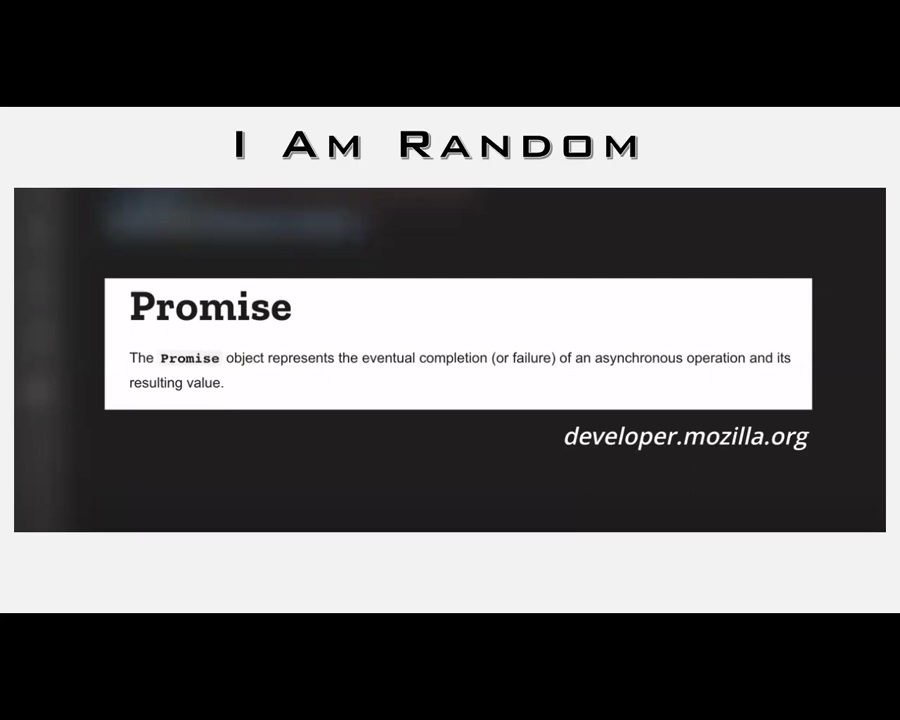 I Am Random
Promise
The Promise object represents the eventual completion (or failure) of an asynchronous operation and its
resulting value.
developer.mozilla.org